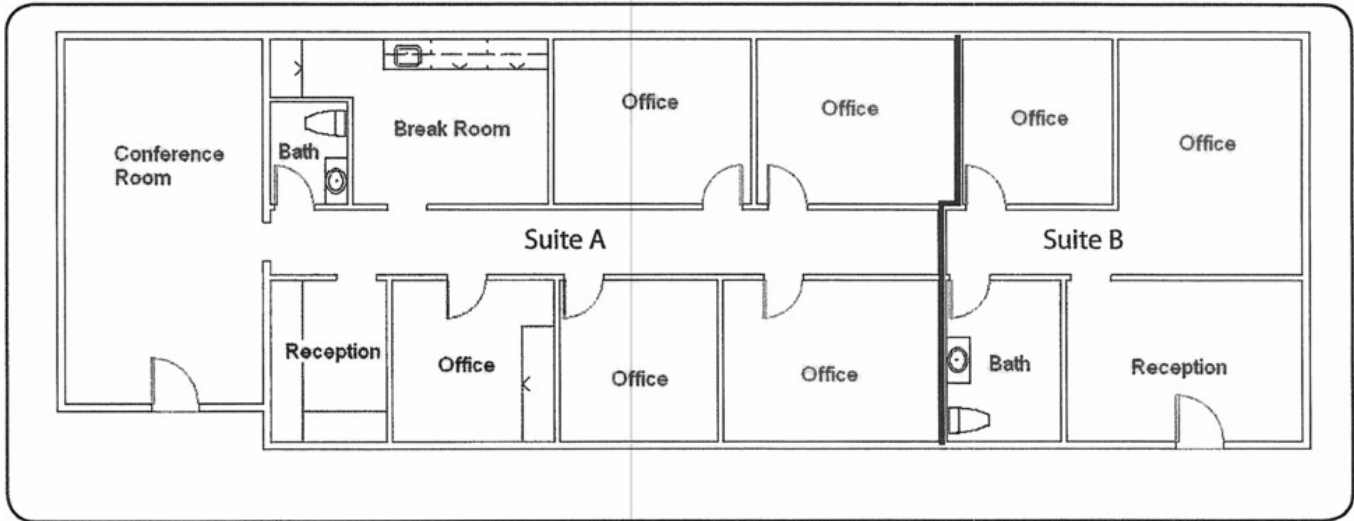 Office
Office
Office
Office
Break Room
Bath
Conference
Room
Suite A
Suite B
Reception
Office
Office
Office
Bath
Reception